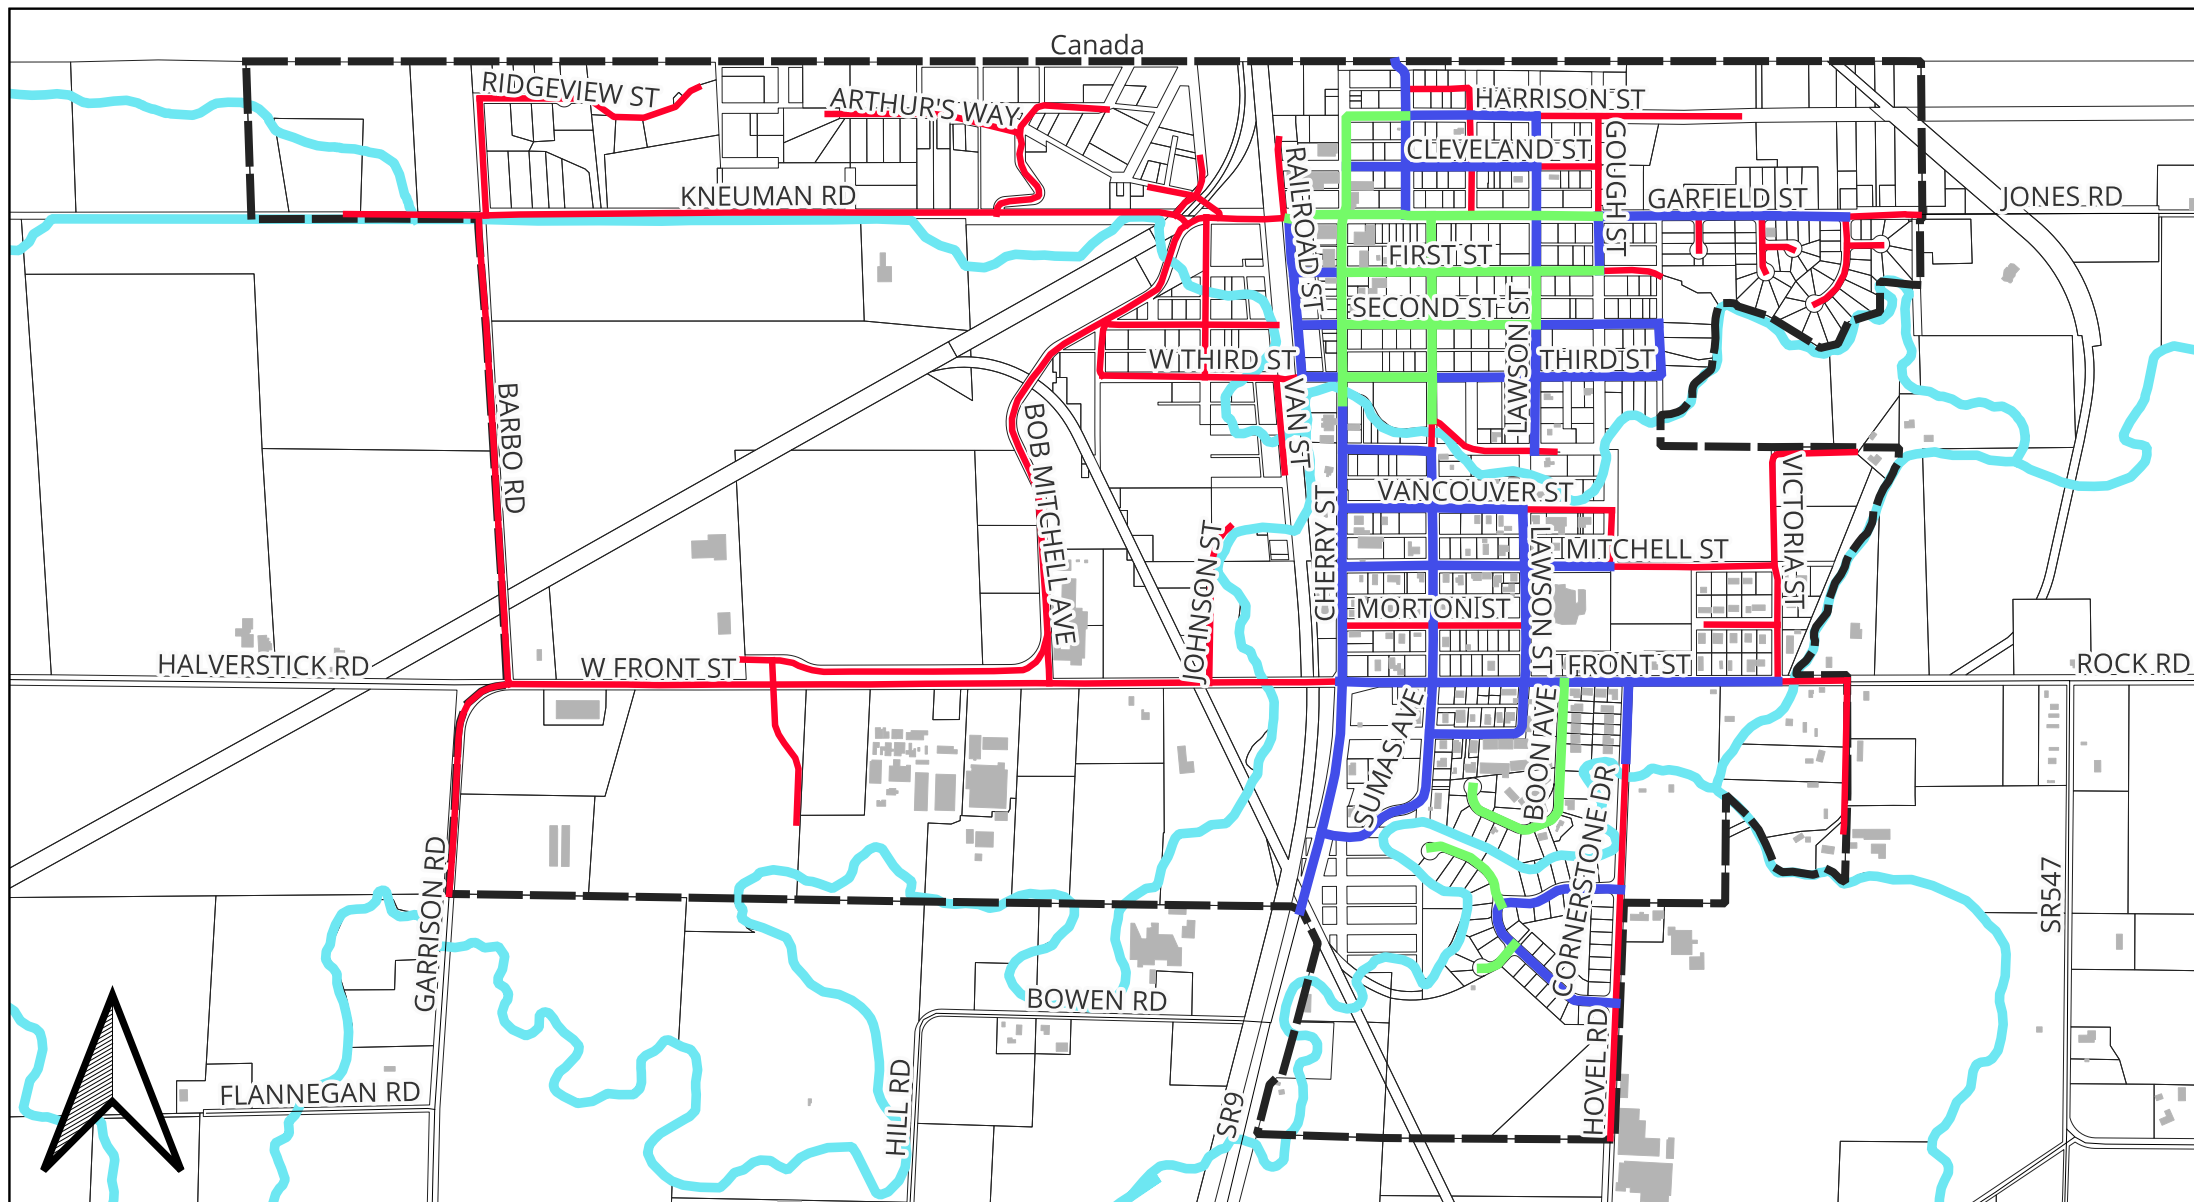 Canada
RIDGEVIEW ST
ARTHUR'S WAY
HARRISON ST
CLEVELAND ST
GOUGH ST
KNEUMAN RD
RAILROAD ST
GARFIELD ST
JONES RD
FIRST ST
SECOND ST
LAWSON ST
W THIRD ST
THIRD ST
VAN ST
BARBO RD
BOB MITCHELL AVE
VANCOUVER ST
CHERRY ST
JOHNSON ST
LAWSON ST
MITCHELL ST
VICTORIA ST
MORTON ST
HALVERSTICK RD
W FRONT ST
FRONT ST
ROCK RD
SUMAS AVE
BOON AVE
CORNERSTONE DR
GARRISON RD
SR547
BOWEN RD
HOVEL RD
FLANNEGAN RD
HILL RD
SR9